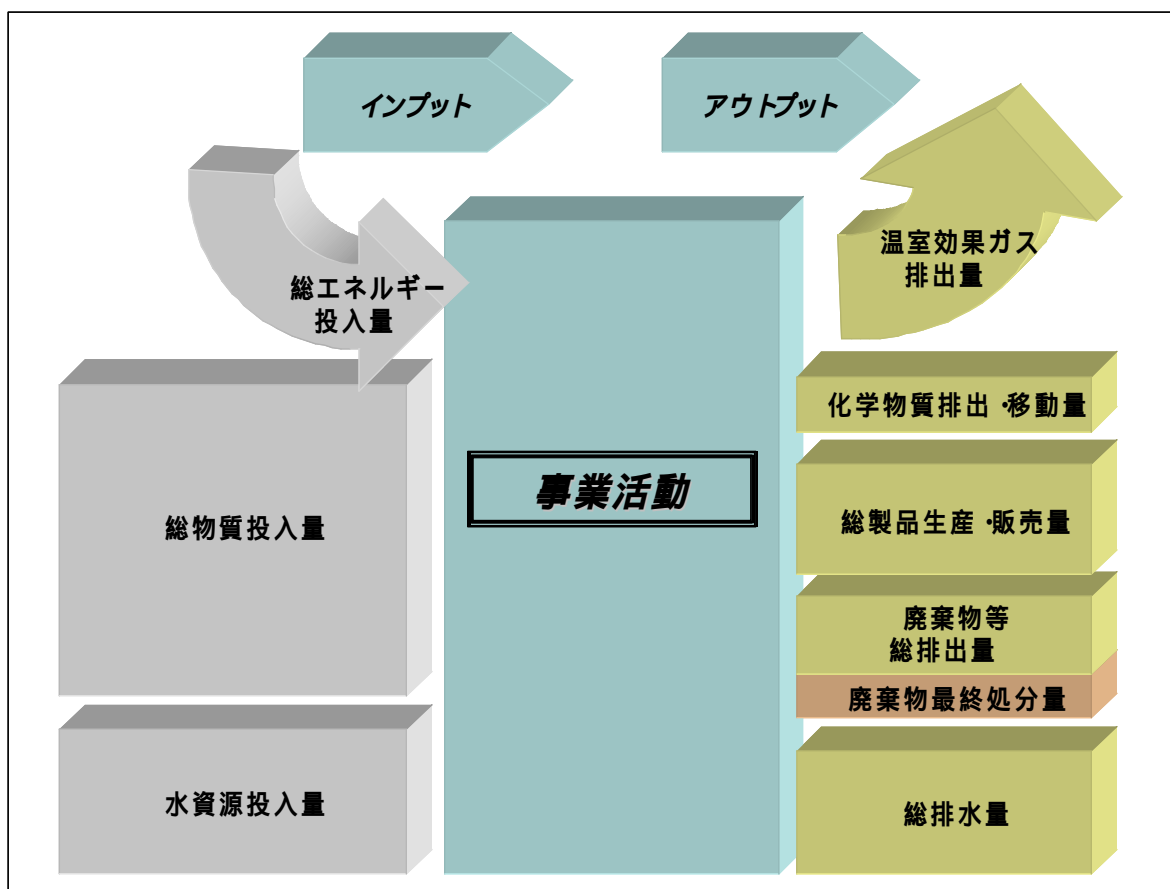 インプット
アウトプット
総エネルギー
投入量
温室効果ガス
排出量
化学物質排出・移動量
事業活動
総物質投入量
総製品生産・販売量
廃棄物等
総排出量
廃棄物最終処分量
水資源投入量
総排水量